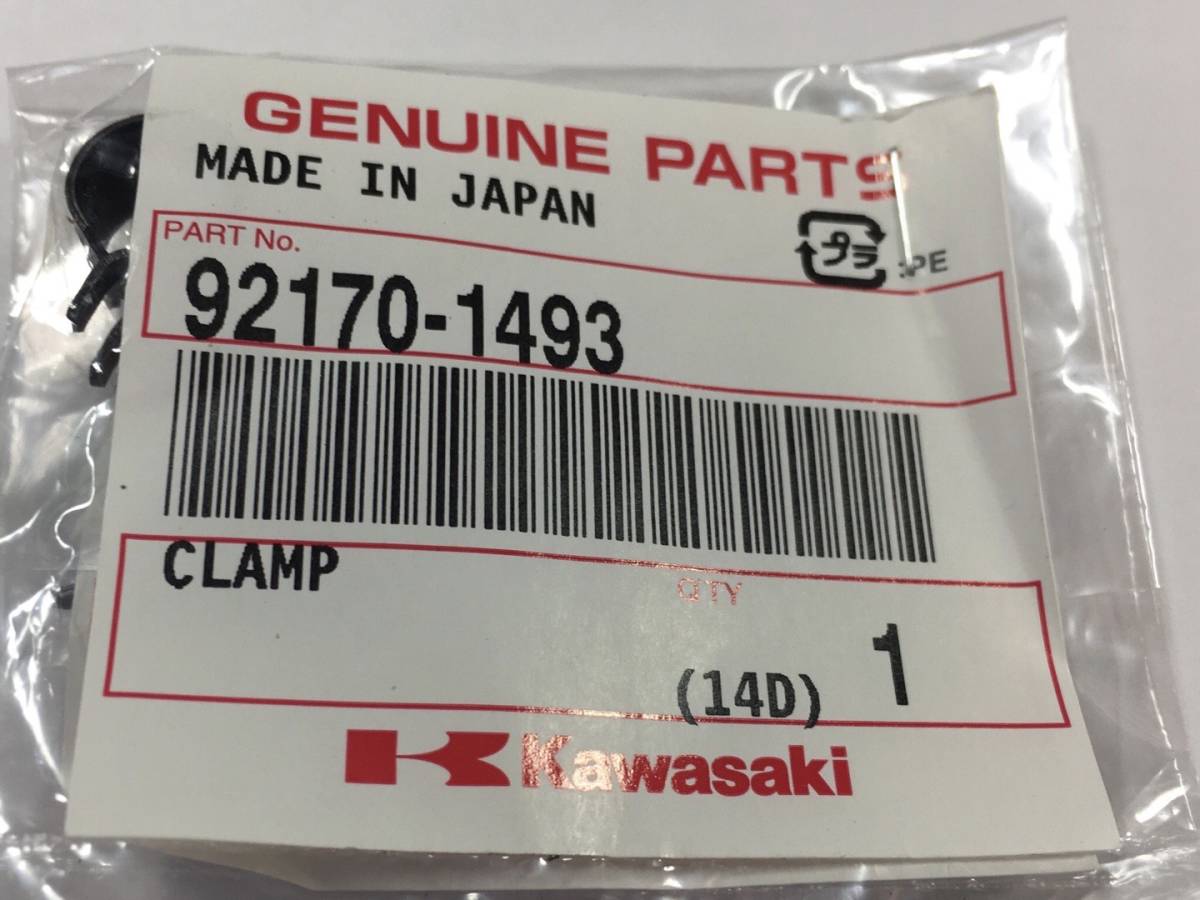 GENUINE PARTS
MADE IN JAPAN
プラ :PE
PART No.
92170-1493
CLAMP
Q'TY
(14D) 1
Kawasaki